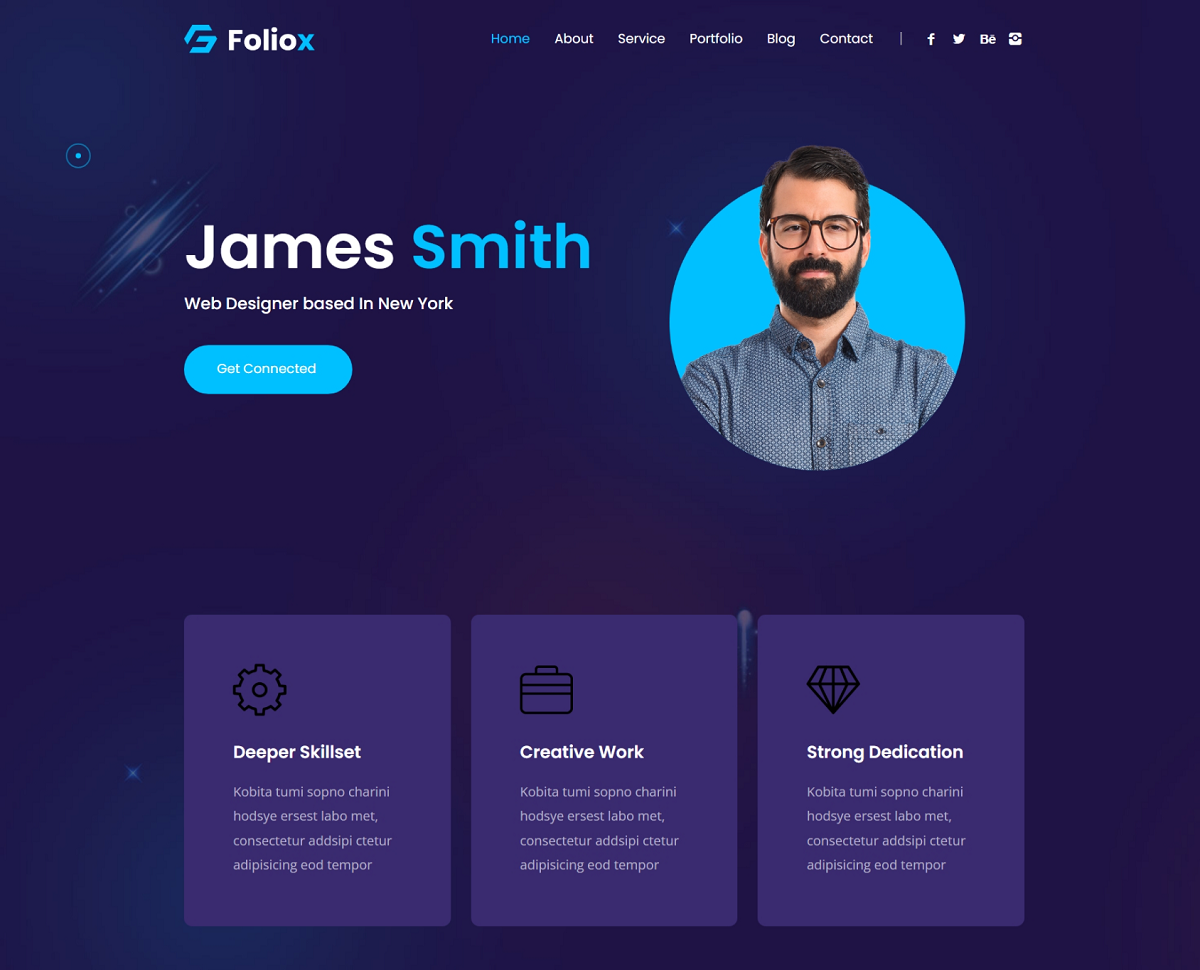 Foliox
Home About Service Portfolio Blog Contact
Bē
James Smith
Web Designer based In New York
Get Connected
Deeper Skillset
Kobita tumi sopno charini
hodsye ersest labo met,
consectetur addsipi ctetur
adipisicing eod tempor
Creative Work
Kobita tumi sopno charini
hodsye ersest labo met,
consectetur addsipi ctetur
adipisicing eod tempor
Strong Dedication
Kobita tumi sopno charini
hodsye ersest labo met,
consectetur addsipi ctetur
adipisicing eod tempor